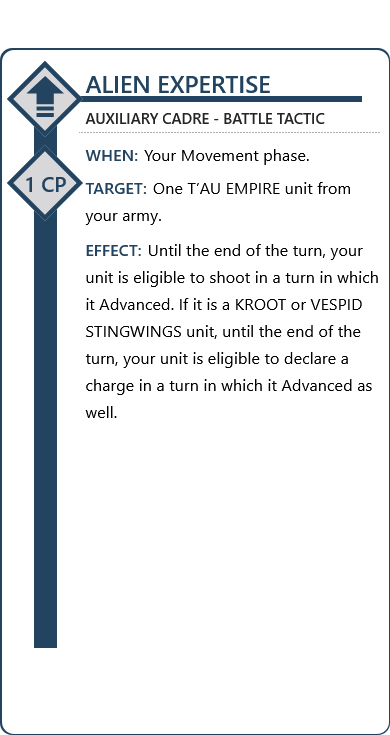 ALIEN EXPERTISE
AUXILIARY CADRE - BATTLE TACTIC
WHEN: Your Movement phase.
1 CP
TARGET: One T'AU EMPIRE unit from
your army.
EFFECT: Until the end of the turn, your
unit is eligible to shoot in a turn in which
it Advanced. If it is a KROOT or VESPID
STINGWINGS unit, until the end of the
turn, your unit is eligible to declare a
charge in a turn in which it Advanced as
well.